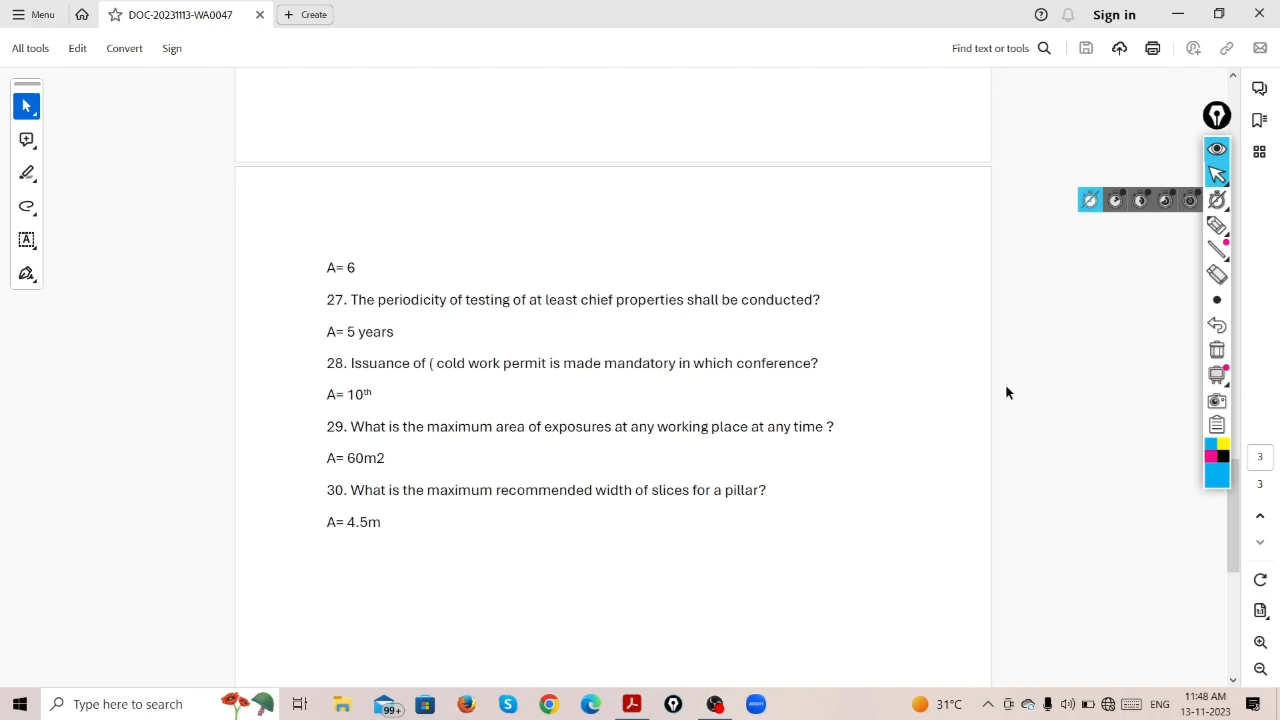 Menu
DOC-20231113-WA0047
Create
Sign in
All tools
Edit
Convert
Sign
Find text or tools
A= 6
27. The periodicity of testing of at least chief properties shall be conducted?
A= 5 years
28. Issuance of ( cold work permit is made mandatory in which conference?
A= 10th
29. What is the maximum area of exposures at any working place at any time ?
A= 60m2
30. What is the maximum recommended width of slices for a pillar?
A= 4.5m
3
3
1:1
Type here to search
99+
zoom
31°C
ENG
11:48 AM
13-11-2023